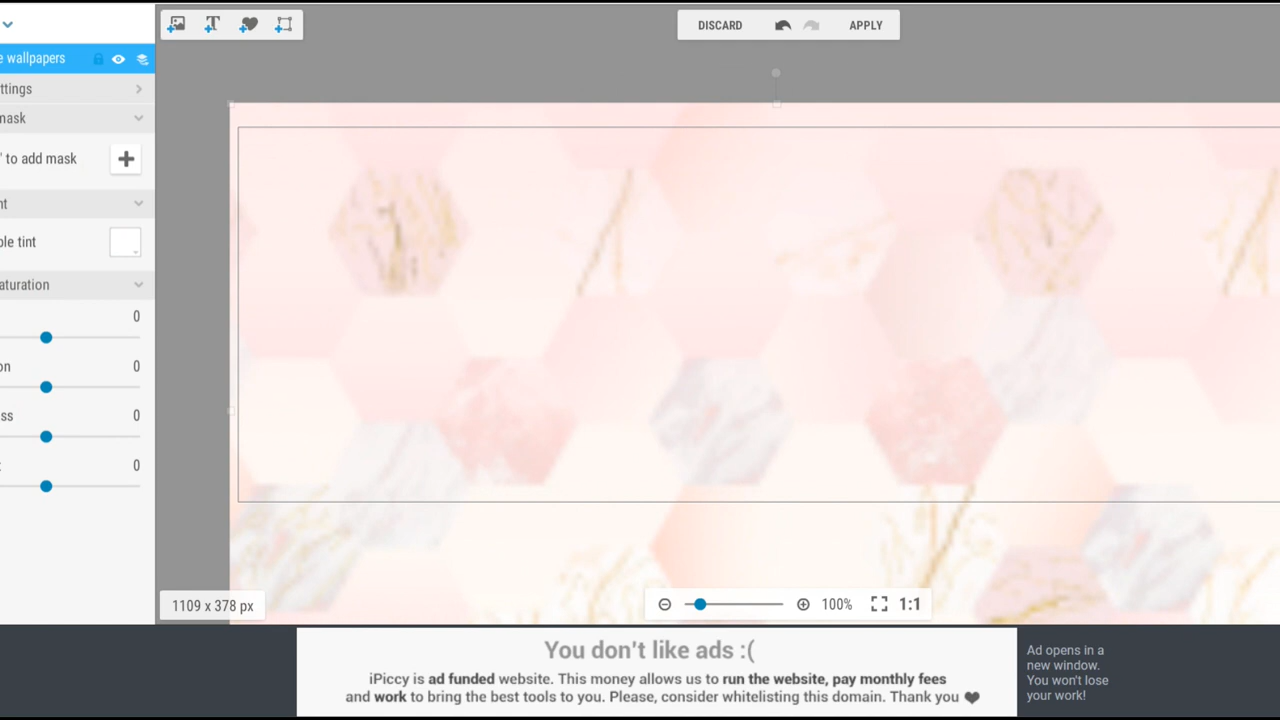 DISCARD
APPLY
e wallpapers
ttings
mask
' to add mask
nt
ble tint
aturation
0
on 0
ss 0
t 0
1109 x 378 px
100%
1:1
You don't like ads :(
iPiccy is ad funded website. This money allows us to run the website, pay monthly fees
and work to bring the best tools to you. Please, consider whitelisting this domain. Thank you ❤
Ad opens in a
new window.
You won't lose
your work!